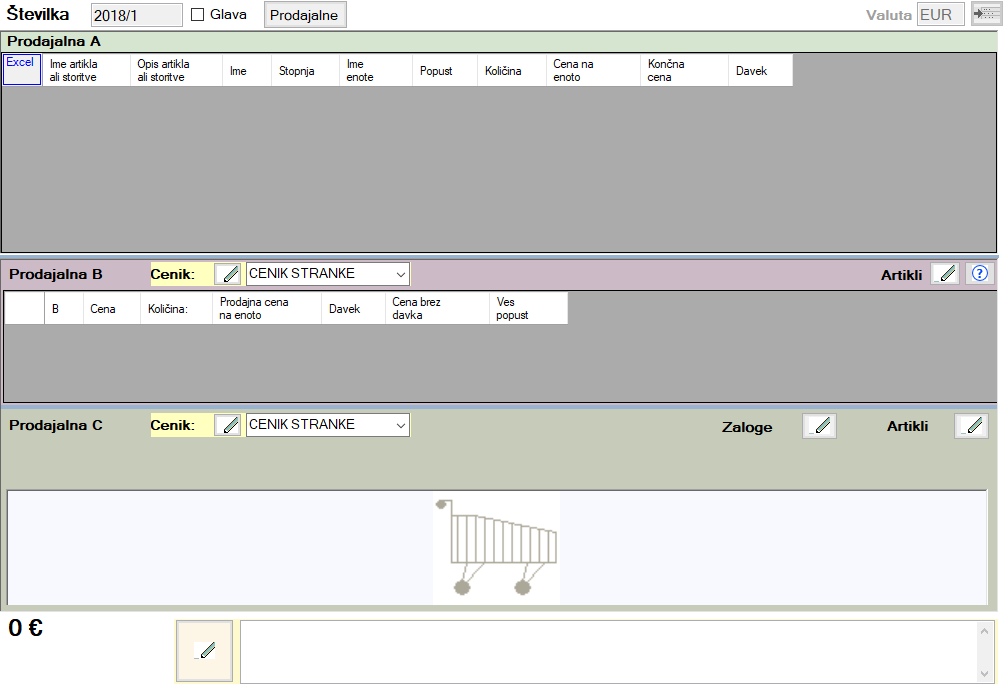 Številka 2018/1 Glava Prodajalne Valuta EUR
Prodajalna A
Excel Ime artikla ali storitve Opis artikla ali storitve Ime Stopnja Ime enote Popust Količina Cena na enoto Končna cena Davek
Prodajalna B Cenik: CENIK STRANKE Artikli ?
B Cena Količina: Prodajna cena na enoto Davek Cena brez davka Ves popust
Prodajalna C Cenik: CENIK STRANKE Zaloge Artikli
0 €